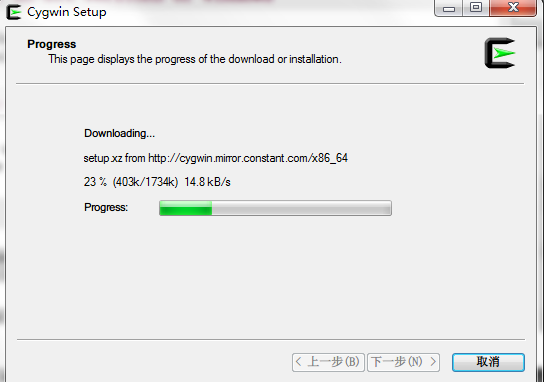 Cygwin Setup
Progress
This page displays the progress of the download or installation.
Downloading...
setup.xz from http://cygwin.mirror.constant.com/x86_64
23 % (403k/1734k) 14.8 kB/s
Progress:
< 上一步(B) 下一步(N) > 取消